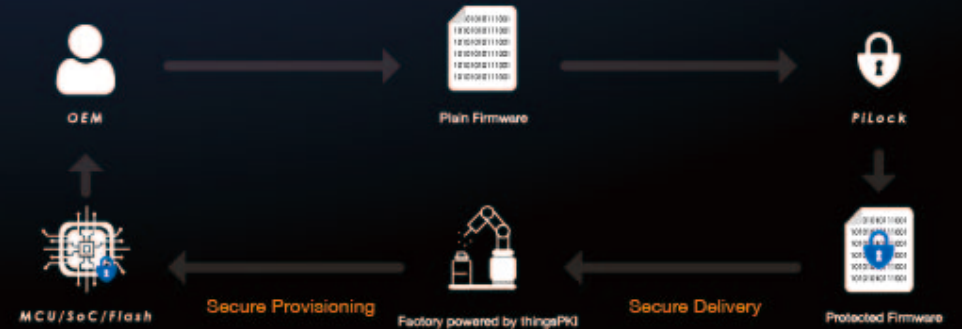 OEM
Plain Firmware
PiLock
MCU/SoC/Flash
Secure Provisioning
Factory powered by thingsPKI
Secure Delivery
Protected Firmware